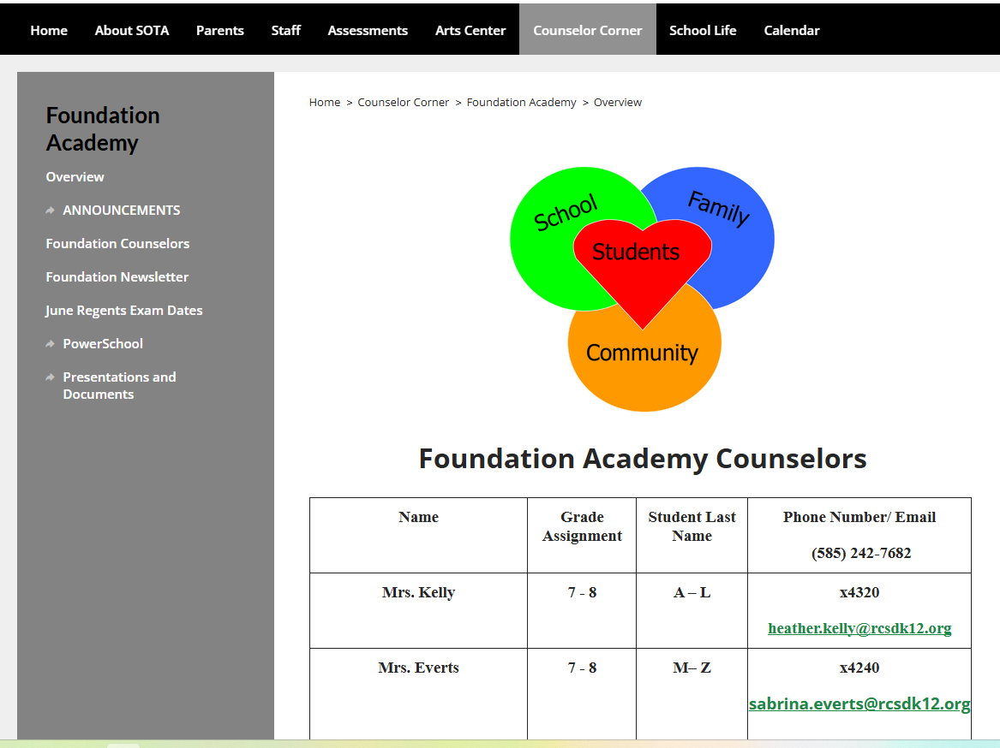 Home About SOTA Parents Staff Assessments Arts Center Counselor Corner School Life Calendar
Foundation
Academy
Overview
ANNOUNCEMENTS
Foundation Counselors
Foundation Newsletter
June Regents Exam Dates
PowerSchool
Presentations and
Documents
Home > Counselor Corner > Foundation Academy > Overview
School
Family
Students
Community
Foundation Academy Counselors
Name Grade Student Last Phone Number/ Email
Assignment Name
(585) 242-7682
Mrs. Kelly 7 - 8 A – L x4320
heather.kelly@rcsdk12.org
Mrs. Everts 7 - 8 M– Z x4240
sabrina.everts@rcsdk12.org